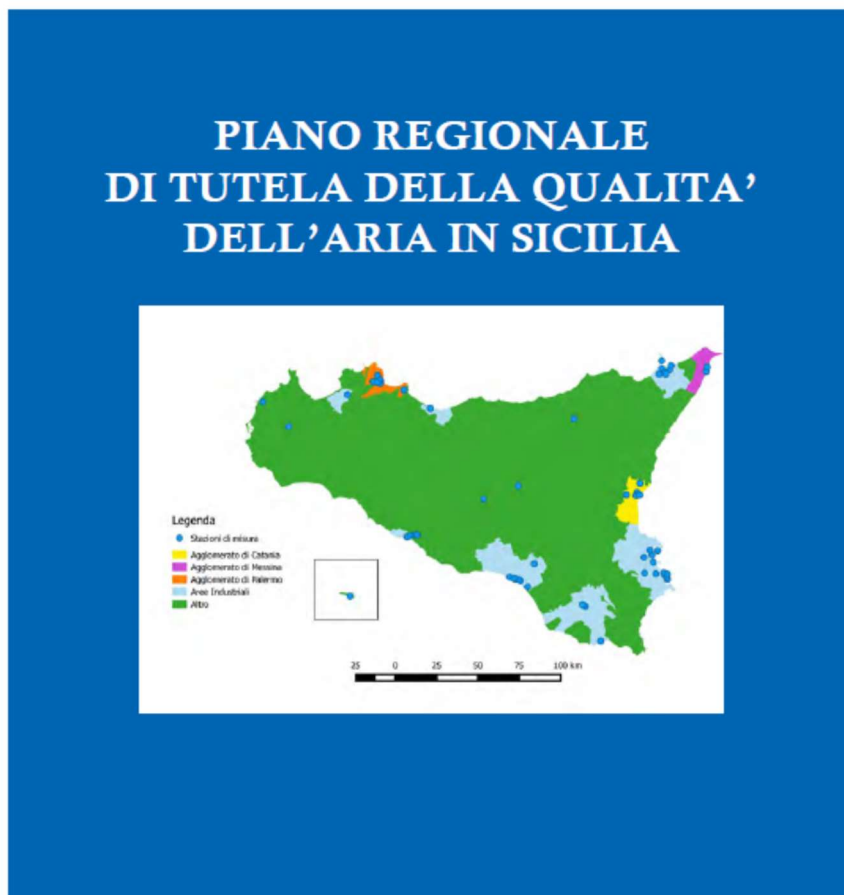 PIANO REGIONALE
DI TUTELA DELLA QUALITA’
DELL’ARIA IN SICILIA
Legenda
Stazioni di misura
Agglomerato di Catania
Agglomerato di Messina
Agglomerato di Palermo
Aree Industriali
Altro
25 0 25 50 75 100 km